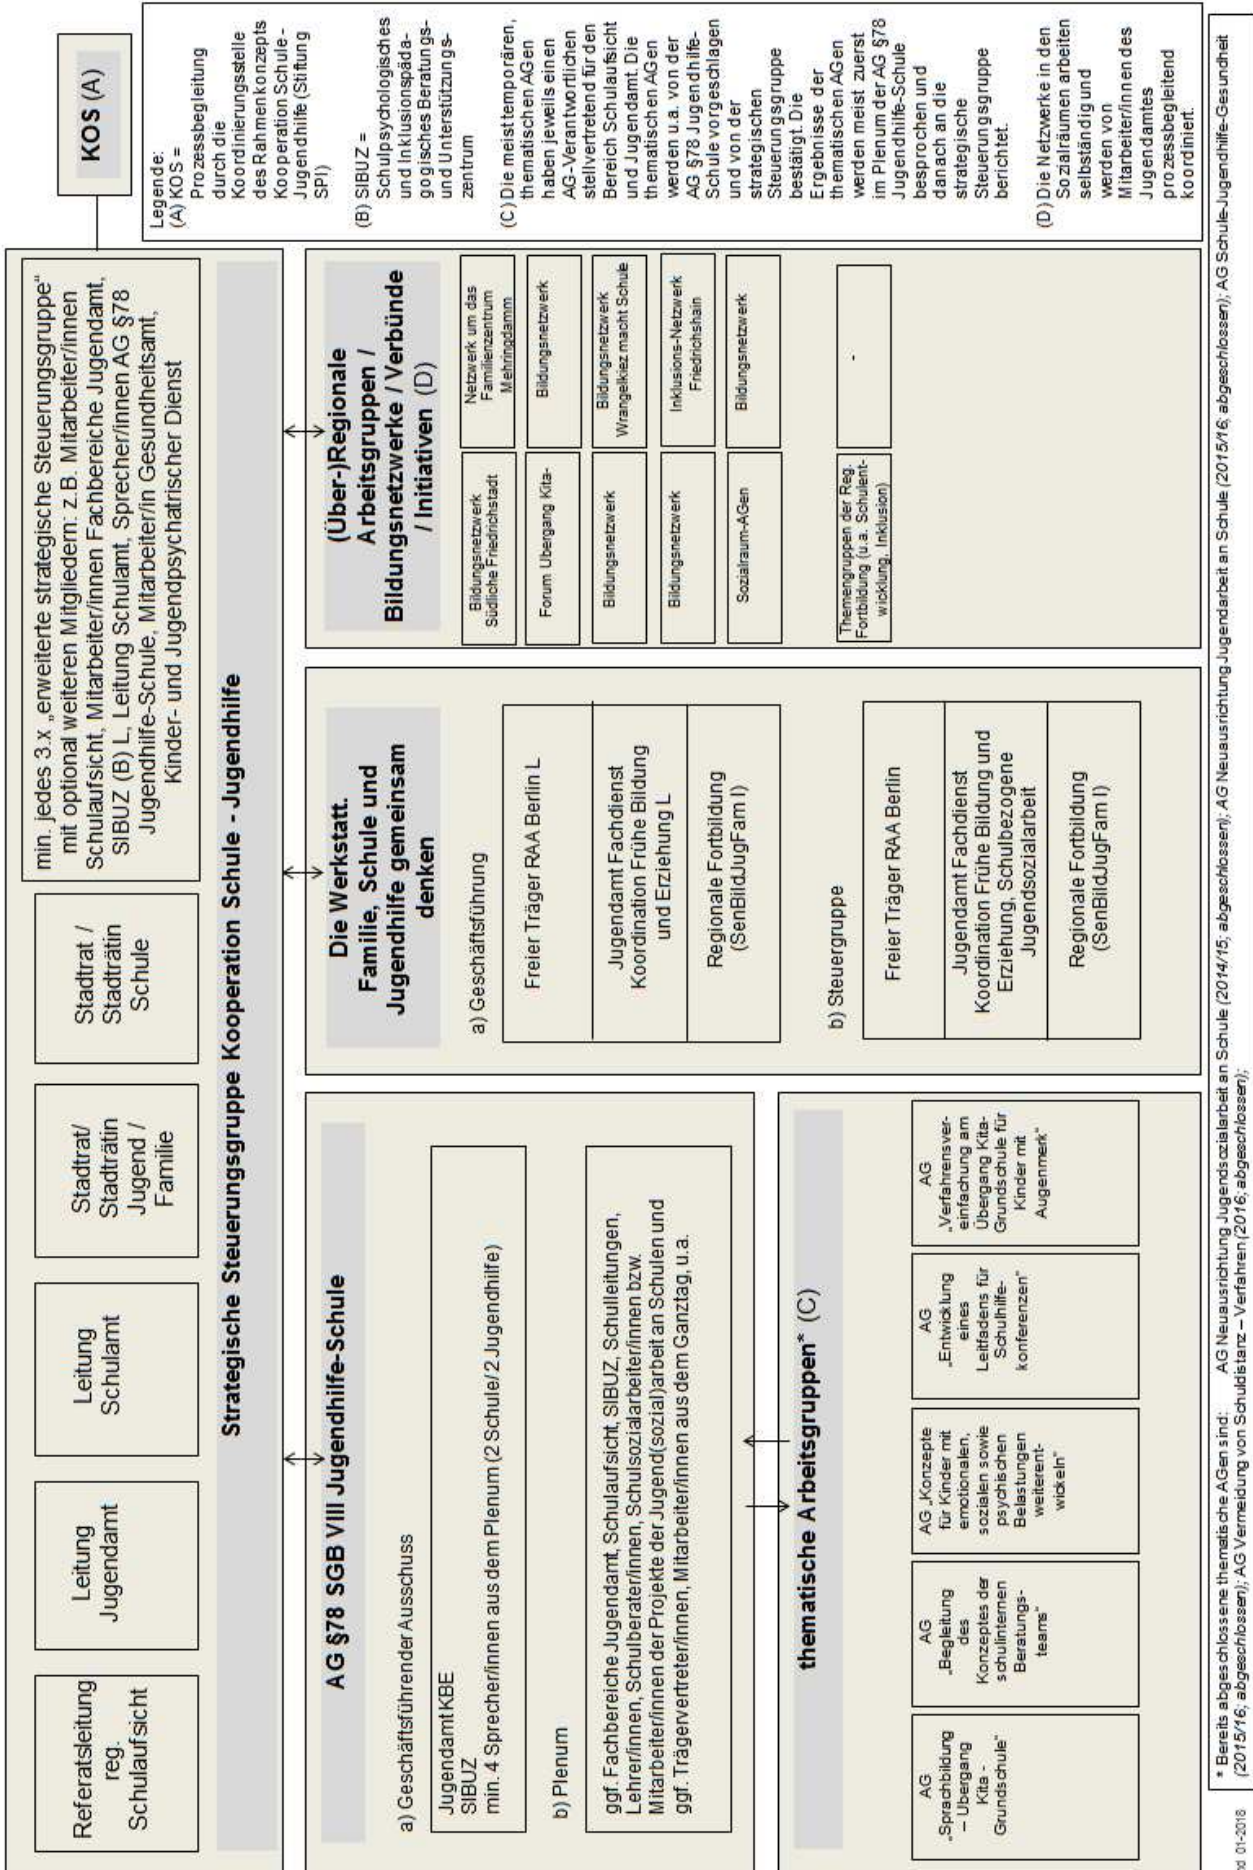 Referatsleitung
reg.
Schulaufsicht
Leitung
Jugendamt
Leitung
Schulamt
Stadtrat/
Stadträtin
Jugend /
Familie
Stadtrat /
Stadträtin
Schule
min. jedes 3.x „erweiterte strategische Steuerungsgruppe"
mit optional weiteren Mitgliedern: z.B. Mitarbeiter/innen
Schulaufsicht, Mitarbeiter/innen Fachbereiche Jugendamt,
SIBUZ (B) L, Leitung Schulamt, Sprecher/innen AG §78
Jugendhilfe-Schule, Mitarbeiter/in Gesundheitsamt,
Kinder- und Jugendpsychatrischer Dienst
KOS (A)
Strategische Steuerungsgruppe Kooperation Schule - Jugendhilfe
AG §78 SGB VIII Jugendhilfe-Schule
a) Geschäftsführender Ausschuss
Jugendamt KBE
SIBUZ
min. 4 Sprecher/innen aus dem Plenum (2 Schule/ 2 Jugendhilfe)
b) Plenum
ggf. Fachbereiche Jugendamt, Schulaufsicht, SIBUZ, Schulleitungen,
Lehrer/innen, Schulberater/innen, Schulsozialarbeiter/innen bzw.
Mitarbeiter/innen der Projekte der Jugend(sozial)arbeit an Schulen und
ggf. Trägervertreter/innen, Mitarbeiter/innen aus dem Ganztag, u.a.
thematische Arbeitsgruppen* (C)
AG
„Sprachbildung
– Übergang
Kita -
Grundschule"
AG
„Begleitung
des
Konzeptes der
schulinternen
Beratungs-
teams"
AG „Konzepte
für Kinder mit
emotionalen,
sozialen sowie
psychischen
Belastungen
weiterent-
wickeln"
AG
„Entwicklung
eines
Leitfadens für
Schulhilfe-
konferenzen"
AG
„Verfahrensver-
einfachung am
Übergang Kita-
Grundschule für
Kinder mit
Augenmerk"
Die Werkstatt.
Familie, Schule und
Jugendhilfe gemeinsam
denken
a) Geschäftsführung
Freier Träger RAA Berlin L
Jugendamt Fachdienst
Koordination Frühe Bildung
und Erziehung L
Regionale Fortbildung
(SenBildJugFam I)
b) Steuergruppe
Freier Träger RAA Berlin
Jugendamt Fachdienst
Koordination Frühe Bildung und
Erziehung, Schulbezogene
Jugendsozialarbeit
Regionale Fortbildung
(SenBildJugFam I)
(Über-)Regionale
Arbeitsgruppen /
Bildungsnetzwerke / Verbünde
/ Initiativen (D)
Bildungsnetzwerk
Südliche Friedrichstadt
Netzwerk um das
Familienzentrum
Mehringdamm
Forum Übergang Kita-
Bildungsnetzwerk
Bildungsnetzwerk
Bildungsnetzwerk
Wrangelkiez macht Schule
Bildungsnetzwerk
Inklusions-Netzwerk
Friedrichshain
Sozialraum-AGen
Bildungsnetzwerk
Themengruppen der Reg.
Fortbildung (u.a. Schulent-
wicklung, Inklusion)
-
Legende:
(A) KOS =
Prozessbegleitung
durch die
Koordinierungsstelle
des Rahmenkonzepts
Kooperation Schule -
Jugendhilfe (Stiftung
SPI)
(B) SIBUZ =
Schulpsychologisches
und Inklusionspäda-
gogisches Beratungs-
und Unterstützungs-
zentrum
(C) Die meist temporären,
thematischen AGen
haben jeweils einen
AG-Verantwortlichen
stellvertretend für den
Bereich Schulaufsicht
und Jugendamt. Die
thematischen AGen
werden u.a. von der
AG §78 Jugendhilfe-
Schule vorgeschlagen
und von der
strategischen
Steuerungsgruppe
bestätigt. Die
Ergebnisse der
thematischen AGen
werden meist zuerst
im Plenum der AG §78
Jugendhilfe-Schule
besprochen und
danach an die
strategische
Steuerungsgruppe
berichtet.
(D) Die Netzwerke in den
Sozialräumen arbeiten
selbständig und
werden von
Mitarbeiter/innen des
Jugendamtes
prozessbegleitend
koordiniert.
* Bereits abgeschlossene thematische AGen sind: AG Neuausrichtung Jugendsozialarbeit an Schule (2014/15; abgeschlossen); AG Neuausrichtung Jugendarbeit an Schule (2015/16; abgeschlossen); AG Schule-Jugendhilfe-Gesundheit
(2015/16; abgeschlossen); AG Vermeidung von Schuldistanz – Verfahren (2016; abgeschlossen);
01-2018